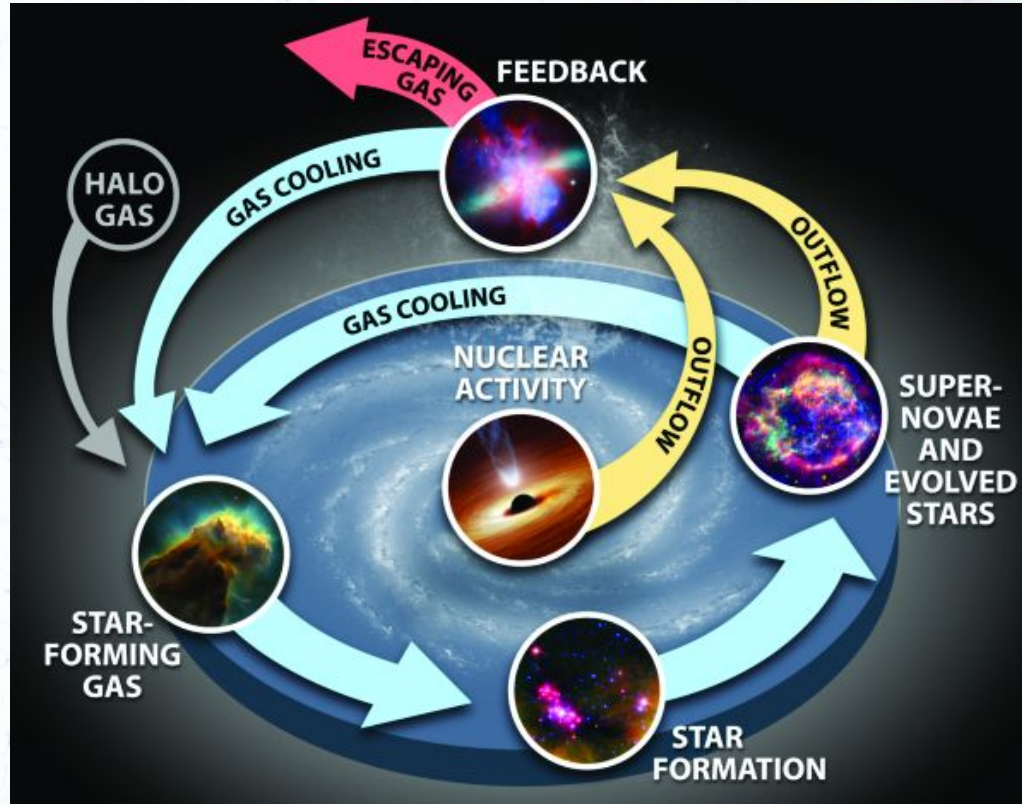 ESCAPING
GAS
FEEDBACK
HALO
GAS
GAS COOLING
OUTFLOW
GAS COOLING
NUCLEAR
ACTIVITY
OUTFLOW
SUPER-
NOVAE
AND
EVOLVED
STARS
STAR-
FORMING
GAS
STAR
FORMATION